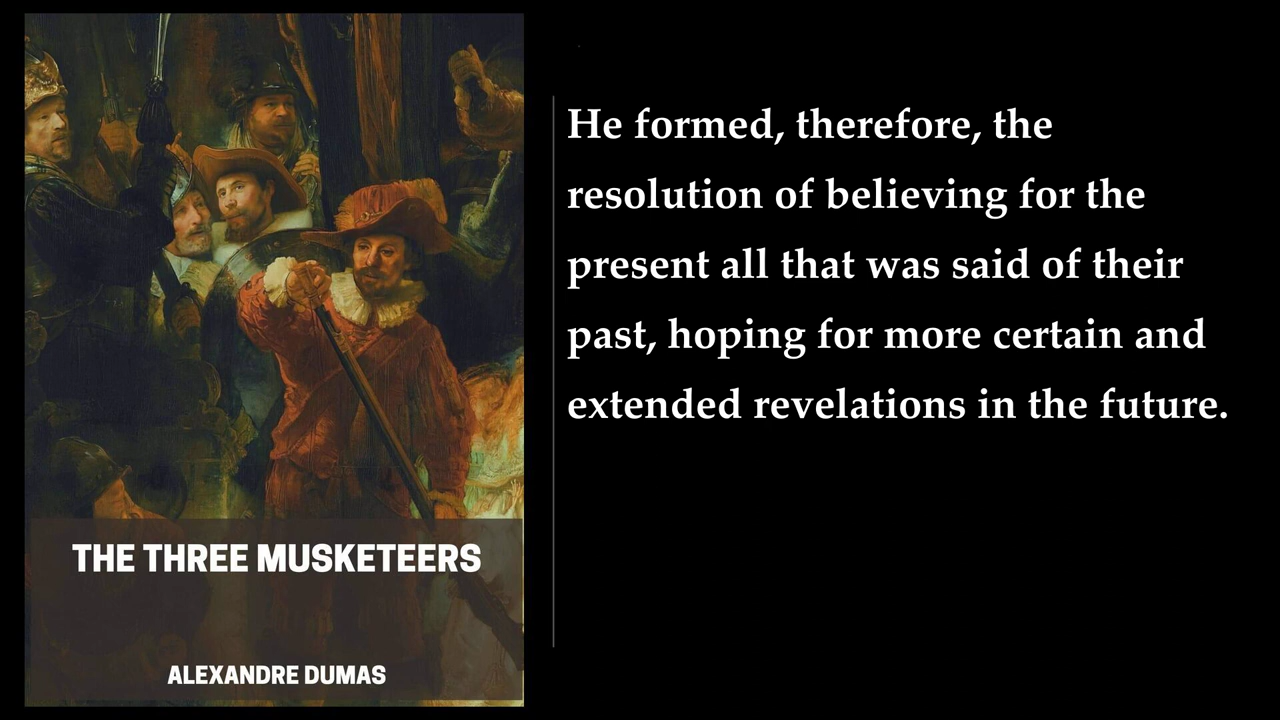 THE THREE MUSKETEERS
ALEXANDRE DUMAS
He formed, therefore, the
resolution of believing for the
present all that was said of their
past, hoping for more certain and
extended revelations in the future.